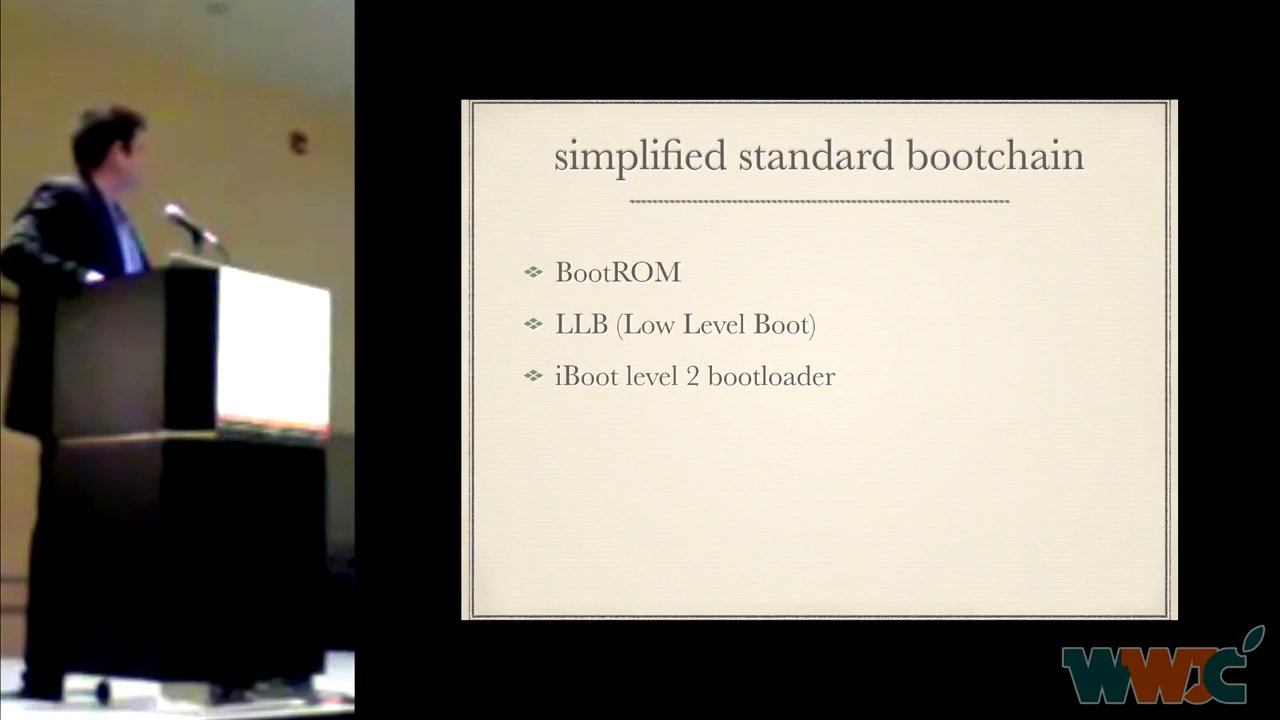 simplified standard bootchain
BootROM
LLB (Low Level Boot)
iBoot level 2 bootloader
WWJC